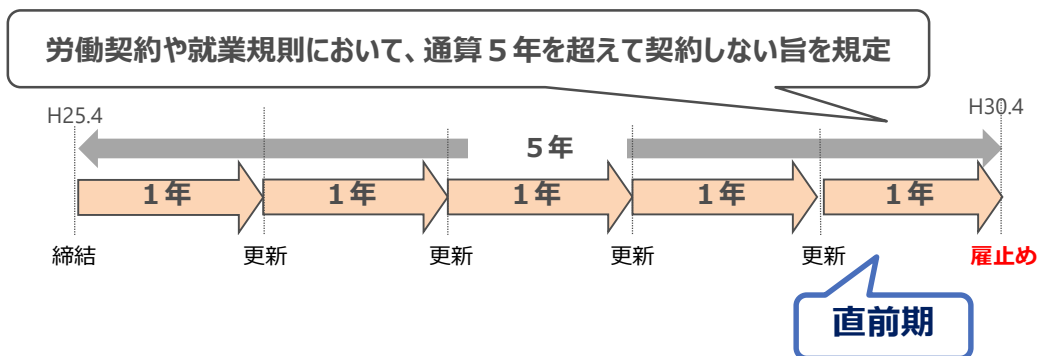 労働契約や就業規則において、通算５年を超えて契約しない旨を規定
H25.4
H30.4
５年
１年 １年 １年 １年 １年
締結 更新 更新 更新 更新 雇止め
直前期